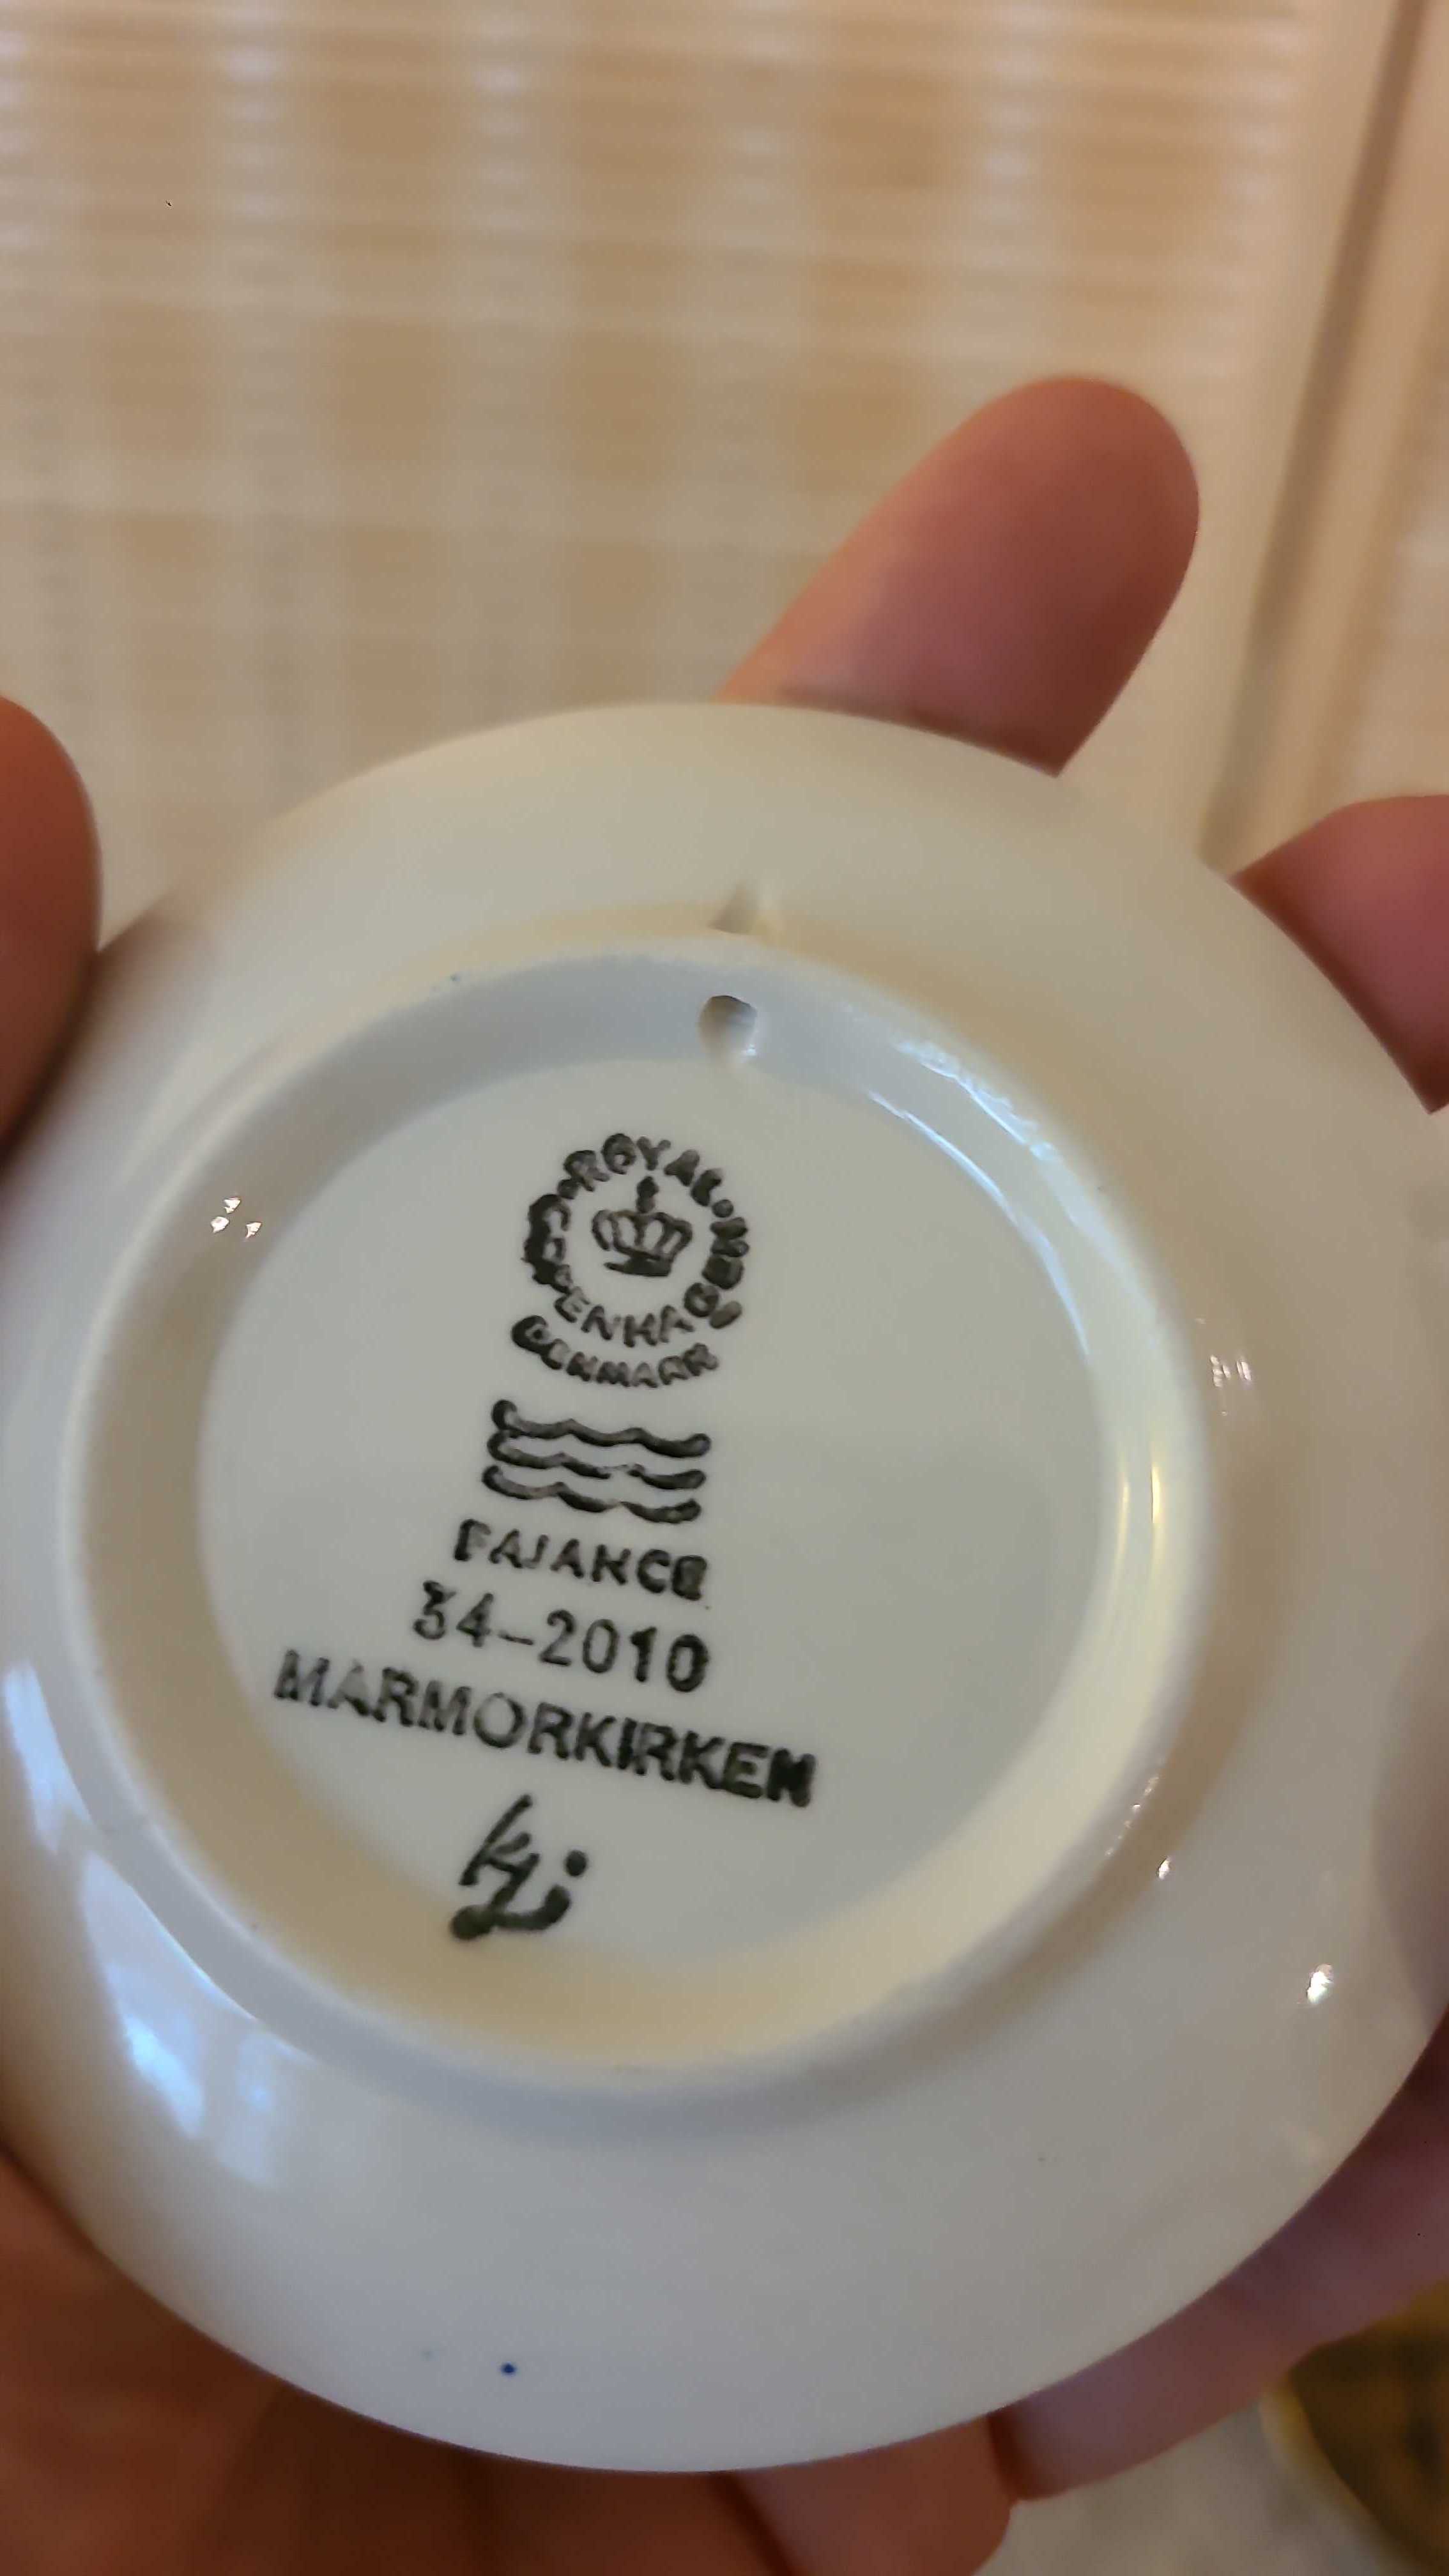 ROYAL COPENHAGEN
DENMARK
FAJANCE
34-2010
MARMORKIRKEN